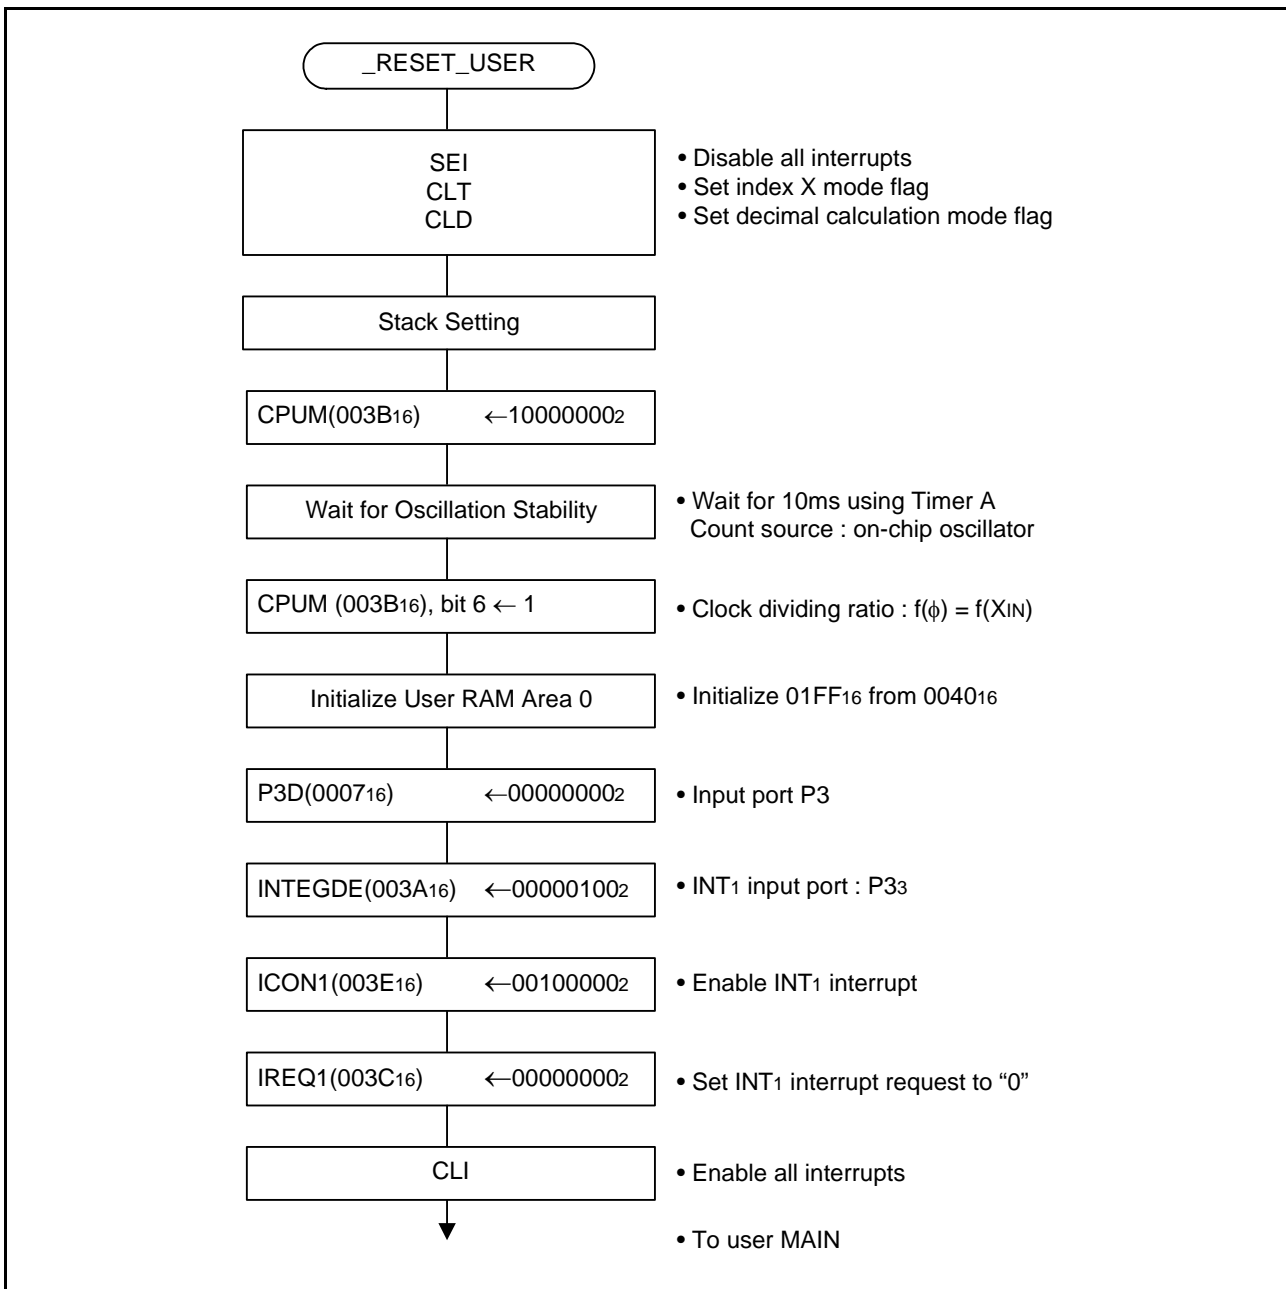 _RESET_USER
SEI
CLT
CLD
• Disable all interrupts
• Set index X mode flag
• Set decimal calculation mode flag
Stack Setting
CPUM(003B16) ←100000002
Wait for Oscillation Stability
• Wait for 10ms using Timer A
Count source : on-chip oscillator
CPUM (003B16), bit 6 ← 1
• Clock dividing ratio : f(ϕ) = f(XIN)
Initialize User RAM Area 0
• Initialize 01FF16 from 004016
P3D(000716) ←000000002
• Input port P3
INTEGDE(003A16) ←000001002
• INT1 input port : P33
ICON1(003E16) ←001000002
• Enable INT1 interrupt
IREQ1(003C16) ←000000002
• Set INT1 interrupt request to “0”
CLI
• Enable all interrupts
• To user MAIN